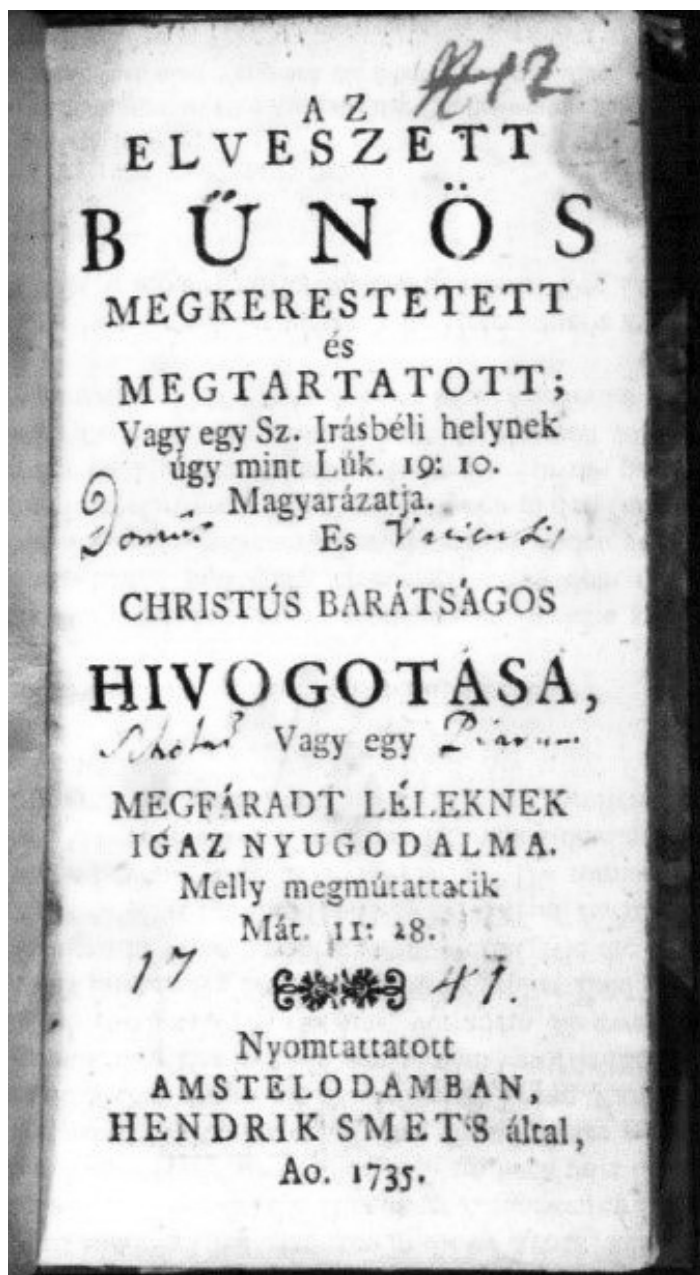 12
AZ
ELVESZETT
BŰNÖS
MEGKERESTETETT
és
MEGTARTATOTT;
Vagy egy Sz. Irásbéli helynek
úgy mint Lúk. 19: 10.
Magyarázatja.
Es
CHRISTÚS BARÁTSÁGOS
HIVOGOTÁSA,
Vagy egy
MEGFÁRADT LÉLEKNEK
IGAZ NYUGODALMA.
Melly megmútattatik
Mát. 11: 28.
17 41.
Nyomtattatott
AMSTELODAMBAN,
HENDRIK SMETS által,
Ao. 1735.